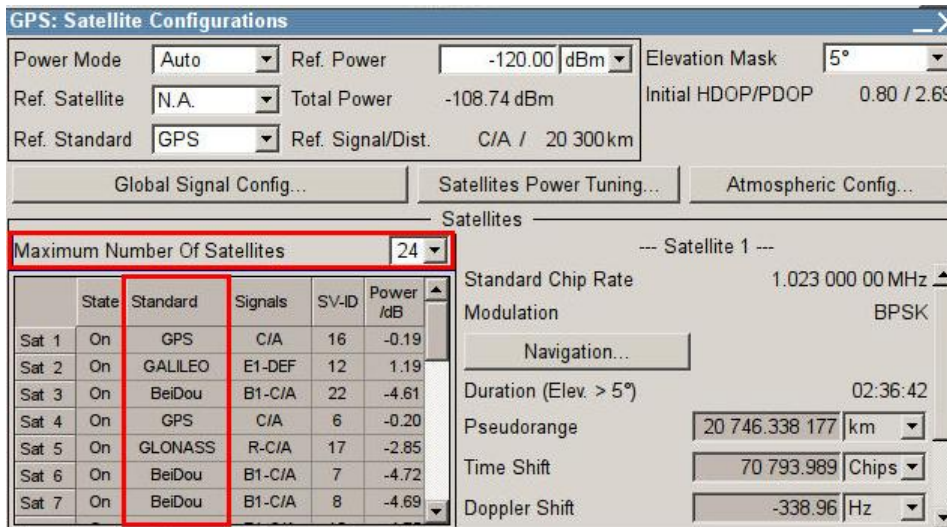 GPS: Satellite Configurations
Power Mode Auto Ref. Power -120.00 dBm Elevation Mask 5°
Ref. Satellite N.A. Total Power -108.74 dBm Initial HDOP/PDOP 0.80 / 2.69
Ref. Standard GPS Ref. Signal/Dist. C/A / 20 300 km
Global Signal Config... Satellites Power Tuning... Atmospheric Config...
Satellites
Maximum Number Of Satellites 24
State Standard Signals SV-ID Power /dB
Sat 1 On GPS C/A 16 -0.19
Sat 2 On GALILEO E1-DEF 12 1.19
Sat 3 On BeiDou B1-C/A 22 -4.61
Sat 4 On GPS C/A 6 -0.20
Sat 5 On GLONASS R-C/A 17 -2.85
Sat 6 On BeiDou B1-C/A 7 -4.72
Sat 7 On BeiDou B1-C/A 8 -4.69
--- Satellite 1 ---
Standard Chip Rate 1.023 000 00 MHz
Modulation BPSK
Navigation...
Duration (Elev. > 5°) 02:36:42
Pseudorange 20 746.338 177 km
Time Shift 70 793.989 Chips
Doppler Shift -338.96 Hz